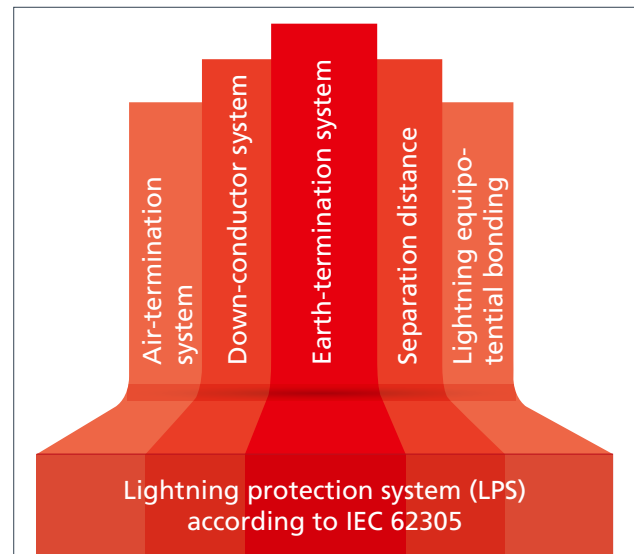 Air-termination
system
Down-conductor system
Earth-termination system
Separation distance
Lightning equipo-
tential bonding
Lightning protection system (LPS)
according to IEC 62305